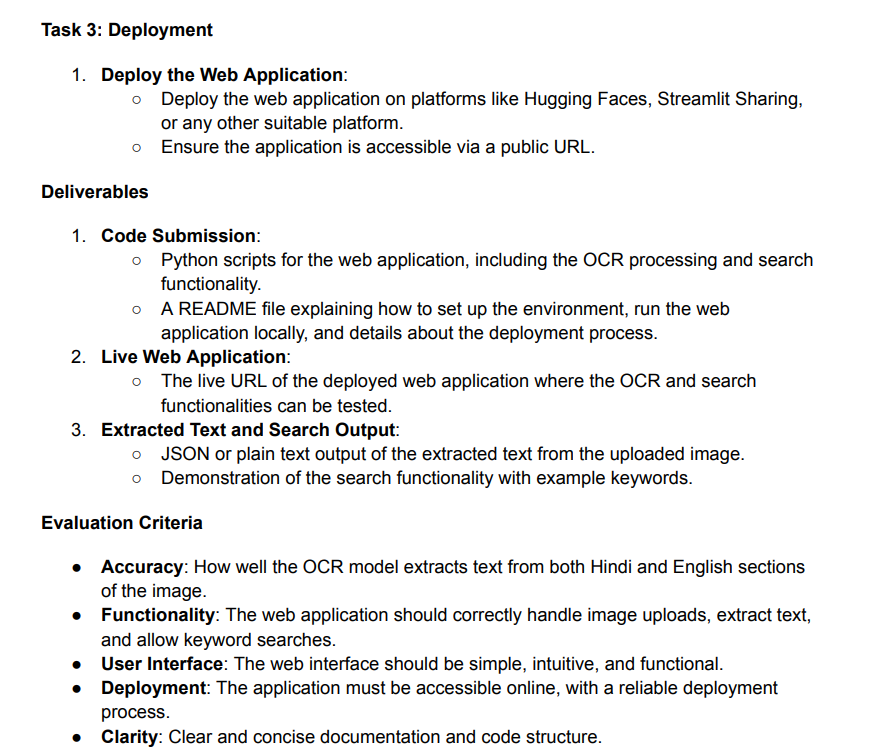 Task 3: Deployment
1. Deploy the Web Application:
○ Deploy the web application on platforms like Hugging Faces, Streamlit Sharing,
or any other suitable platform.
○ Ensure the application is accessible via a public URL.
Deliverables
1. Code Submission:
○ Python scripts for the web application, including the OCR processing and search
functionality.
○ A README file explaining how to set up the environment, run the web
application locally, and details about the deployment process.
2. Live Web Application:
○ The live URL of the deployed web application where the OCR and search
functionalities can be tested.
3. Extracted Text and Search Output:
○ JSON or plain text output of the extracted text from the uploaded image.
○ Demonstration of the search functionality with example keywords.
Evaluation Criteria
● Accuracy: How well the OCR model extracts text from both Hindi and English sections
of the image.
● Functionality: The web application should correctly handle image uploads, extract text,
and allow keyword searches.
● User Interface: The web interface should be simple, intuitive, and functional.
● Deployment: The application must be accessible online, with a reliable deployment
process.
● Clarity: Clear and concise documentation and code structure.